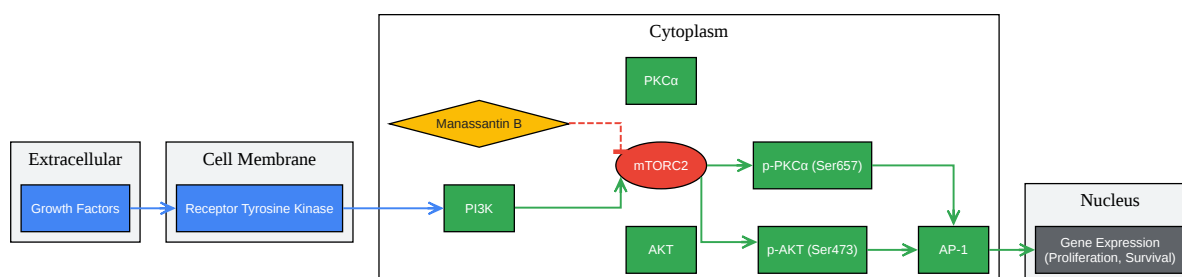 Cytoplasm
PKCα
Manassantin B
Extracellular
Cell Membrane
mTORC2
p-PKCα (Ser657)
Nucleus
Growth Factors
Receptor Tyrosine Kinase
PI3K
AKT
p-AKT (Ser473)
AP-1
Gene Expression
(Proliferation, Survival)